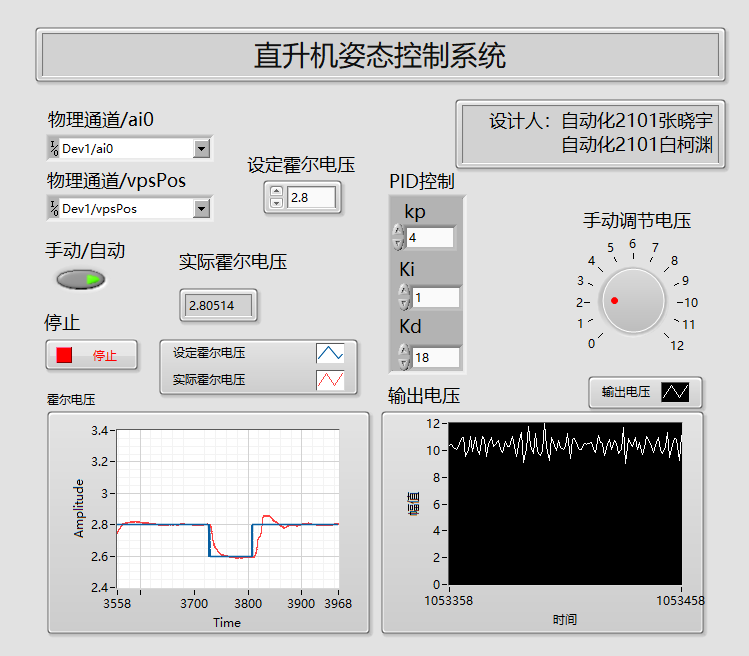 直升机姿态控制系统
设计人：自动化2101张晓宇
自动化2101白柯渊
物理通道/ai0
Dev1/ai0
物理通道/vpsPos
Dev1/vpsPos
设定霍尔电压
2.8
手动/自动
实际霍尔电压
2.80514
停止
停止
PID控制
kp
4
Ki
1
Kd
18
手动调节电压
0 1 2 3 4 5 6 7 8 9 10 11 12
设定霍尔电压
实际霍尔电压
霍尔电压
3.4
3.2
3
2.8
2.6
2.4
Amplitude
3558 3700 3800 3900 3968
Time
输出电压
输出电压
12
10
8
6
4
2
0
幅值
1053358 1053458
时间